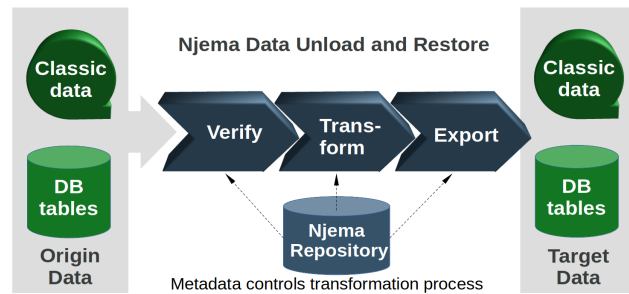 Njema Data Unload and Restore
Classic
data
DB
tables
Origin
Data
Verify
Trans-
form
Export
Njema
Repository
Metadata controls transformation process
Classic
data
DB
tables
Target
Data